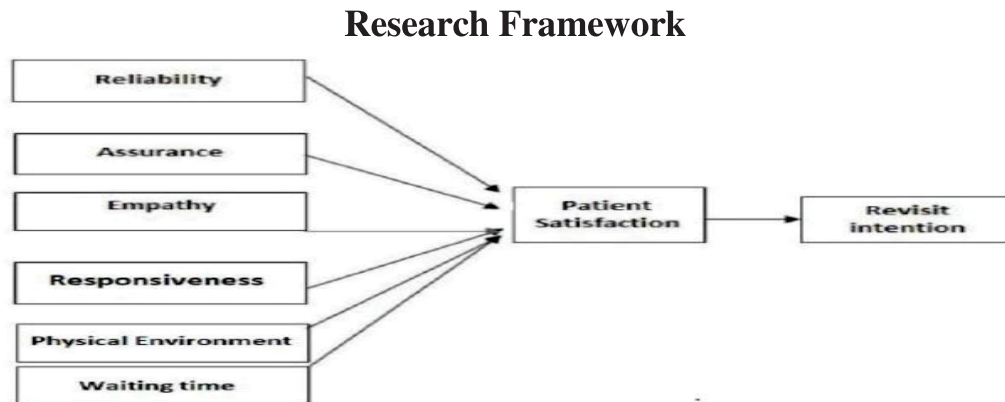 Research Framework
Reliability
Assurance
Empathy
Responsiveness
Physical Environment
Waiting time
Patient
Satisfaction
Revisit
intention